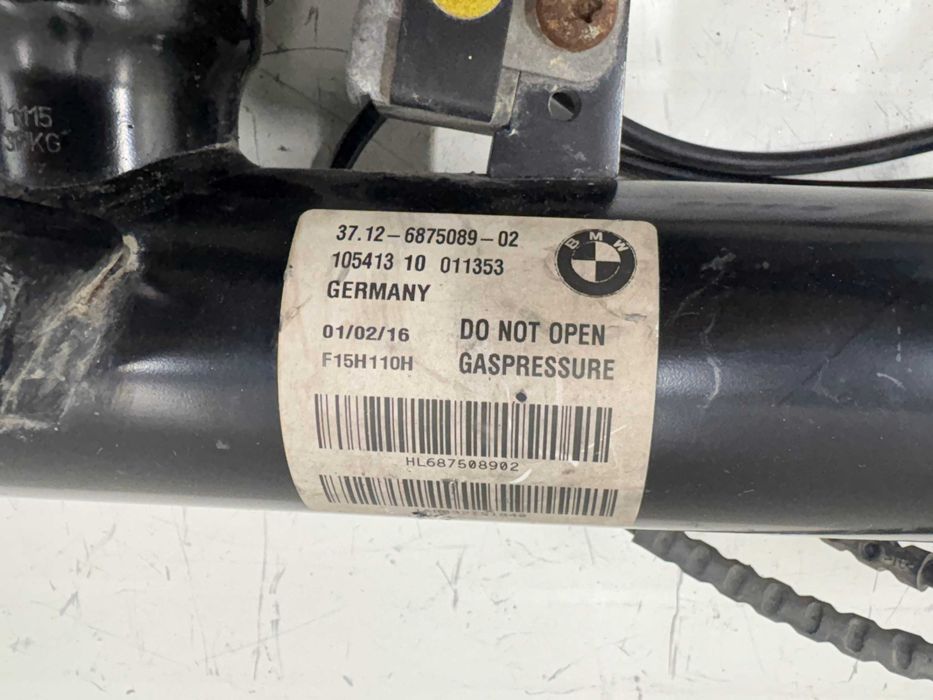 37.12-6875089-02
105413 10 011353
GERMANY
BMW
01/02/16 DO NOT OPEN
F15H110H GASPRESSURE
HL687508902